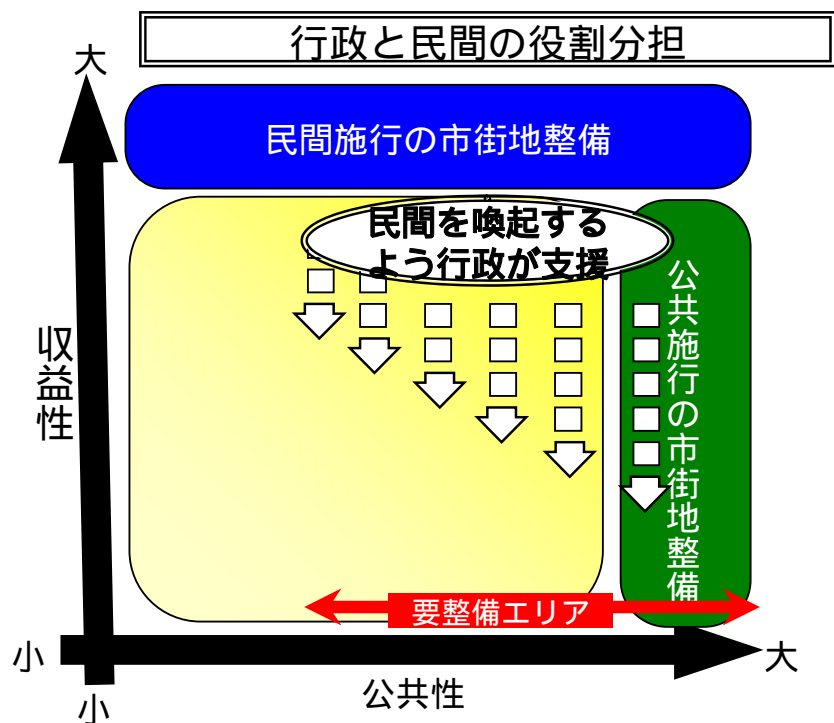 行政と民間の役割分担
大
民間施行の市街地整備
民間を喚起する
よう行政が支援
公共施行の市街地整備
収益性
要整備エリア
小
大
公共性
小